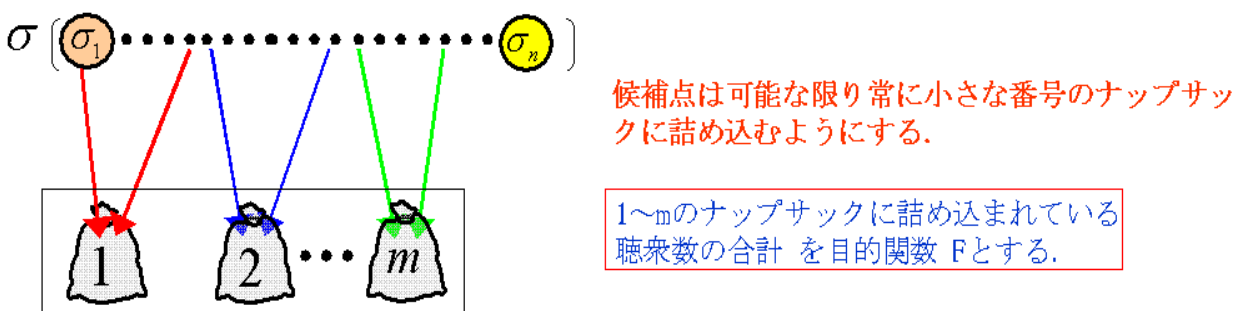 σ ( σ₁ • • • • • • • • • • • • • • • • • • σₙ )
候補点は可能な限り常に小さな番号のナップサッ
クに詰め込むようにする.
1 2 ••• m
1～mのナップサックに詰め込まれている
聴衆数の合計 を目的関数 Fとする.